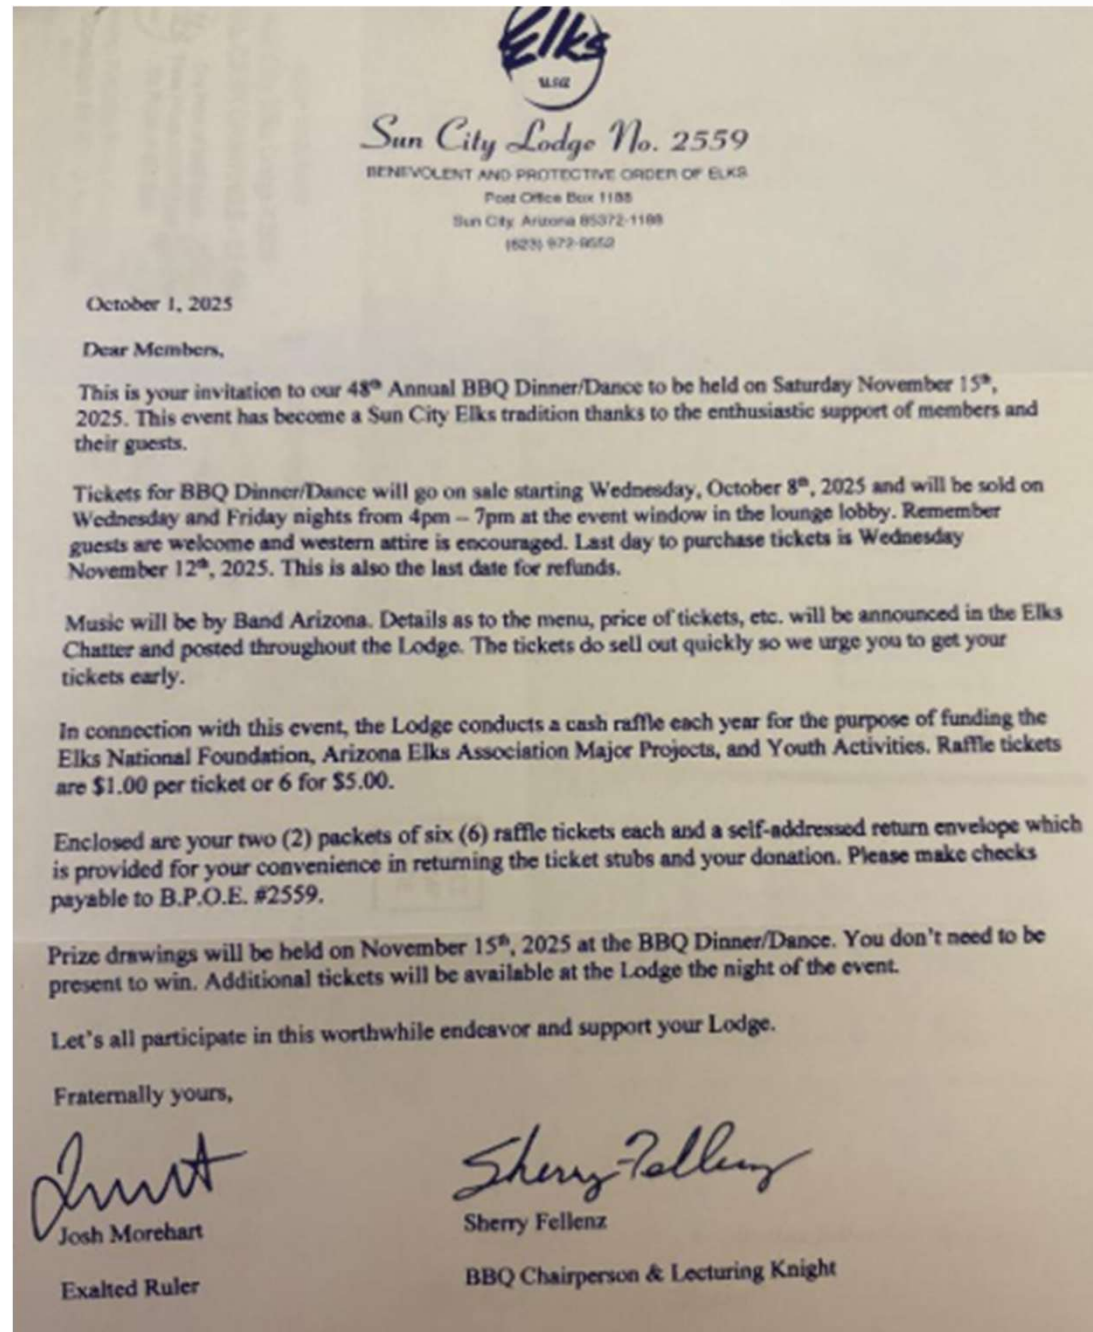 Elks
USA
Sun City Lodge No. 2559
BENEVOLENT AND PROTECTIVE ORDER OF ELKS
Post Office Box 1188
Sun City, Arizona 85372-1188
October 1, 2025
Dear Members,
This is your invitation to our 48th Annual BBQ Dinner/Dance to be held on Saturday November 15th,
2025. This event has become a Sun City Elks tradition thanks to the enthusiastic support of members and
their guests.
Tickets for BBQ Dinner/Dance will go on sale starting Wednesday, October 8th, 2025 and will be sold on
Wednesday and Friday nights from 4pm – 7pm at the event window in the lounge lobby. Remember
guests are welcome and western attire is encouraged. Last day to purchase tickets is Wednesday
November 12th, 2025. This is also the last date for refunds.
Music will be by Band Arizona. Details as to the menu, price of tickets, etc. will be announced in the Elks
Chatter and posted throughout the Lodge. The tickets do sell out quickly so we urge you to get your
tickets early.
In connection with this event, the Lodge conducts a cash raffle each year for the purpose of funding the
Elks National Foundation, Arizona Elks Association Major Projects, and Youth Activities. Raffle tickets
are $1.00 per ticket or 6 for $5.00.
Enclosed are your two (2) packets of six (6) raffle tickets each and a self-addressed return envelope which
is provided for your convenience in returning the ticket stubs and your donation. Please make checks
payable to B.P.O.E. #2559.
Prize drawings will be held on November 15th, 2025 at the BBQ Dinner/Dance. You don't need to be
present to win. Additional tickets will be available at the Lodge the night of the event.
Let's all participate in this worthwhile endeavor and support your Lodge.
Fraternally yours,
Sherry Fellenz
Josh Morehart Sherry Fellenz
Exalted Ruler BBQ Chairperson & Lecturing Knight